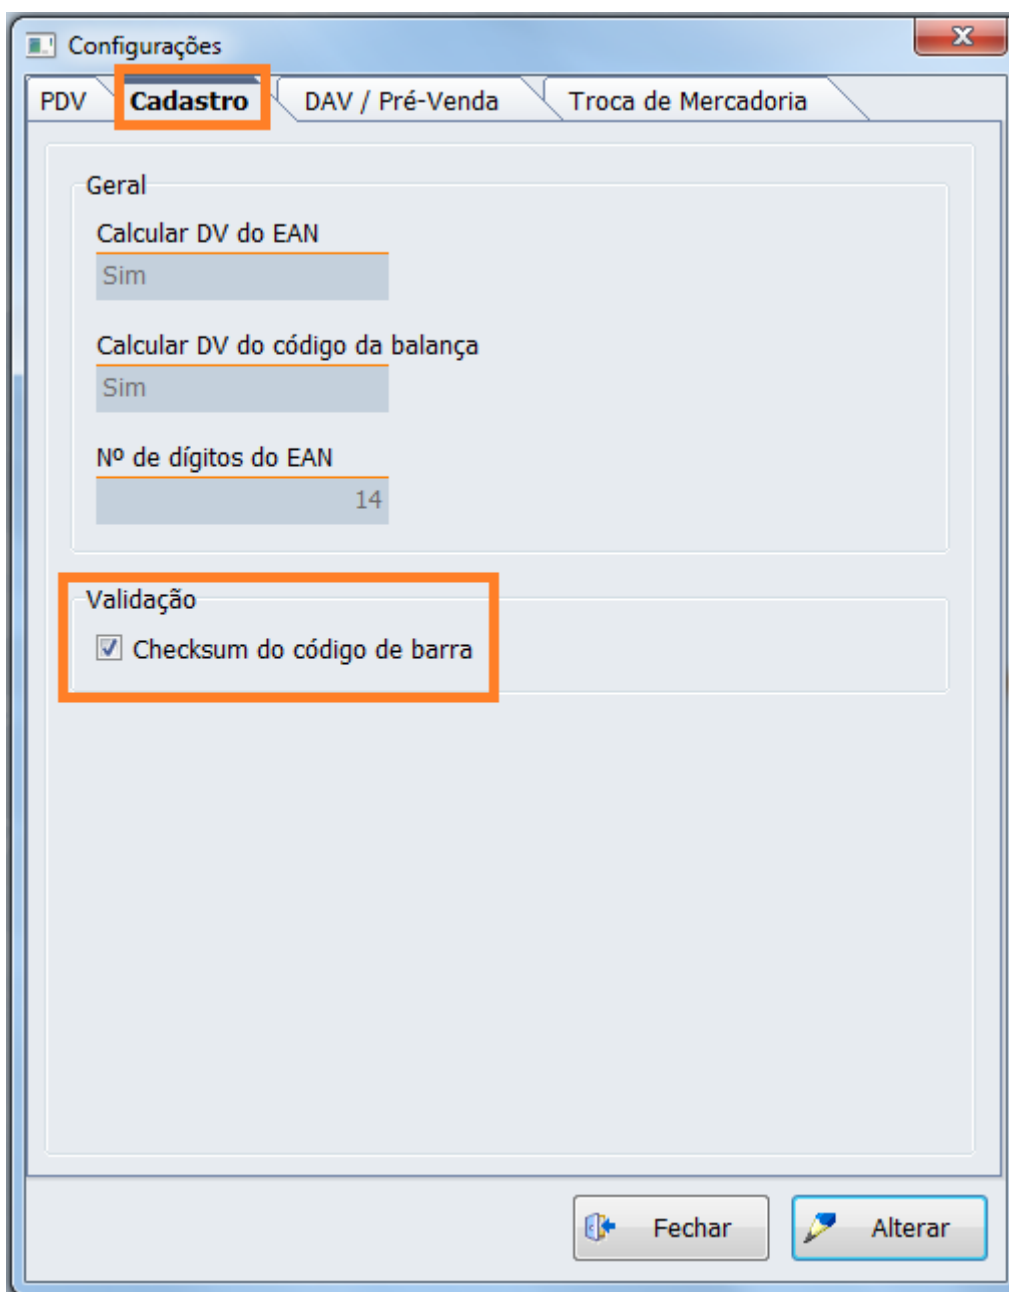 Configurações
PDV Cadastro DAV / Pré-Venda Troca de Mercadoria
Geral
Calcular DV do EAN
Sim
Calcular DV do código da balança
Sim
Nº de dígitos do EAN
14
Validação
Checksum do código de barra
Fechar Alterar